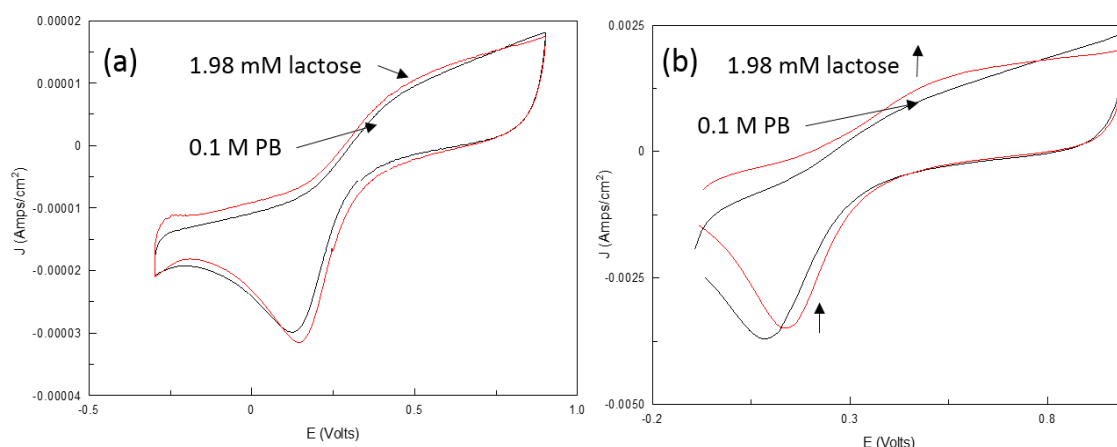 (a)
1.98 mM lactose
0.1 M PB
J (Amps/cm²)
0.00002
0.00001
0
-0.00001
-0.00002
-0.00003
-0.00004
-0.5
0
0.5
1.0
E (Volts)
(b)
1.98 mM lactose
0.1 M PB
J (Amps/cm²)
0.0025
0
-0.0025
-0.0050
-0.2
0.3
0.8
E (Volts)